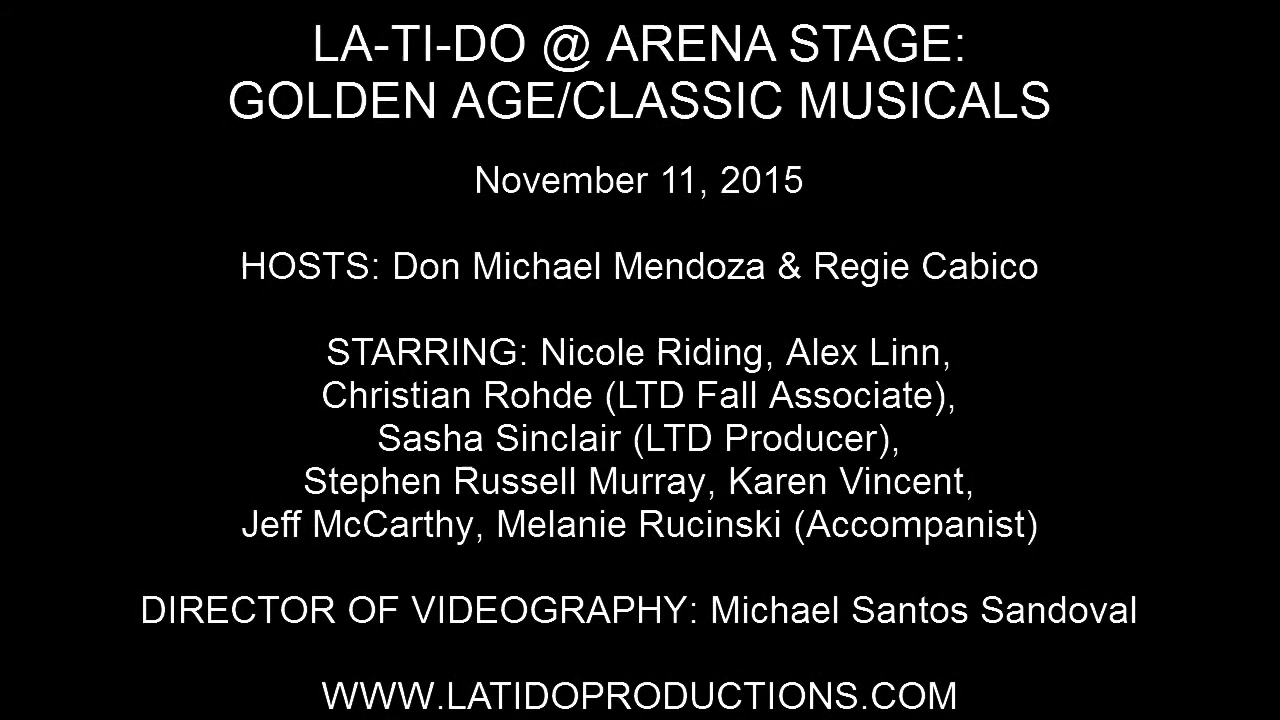 LA-TI-DO @ ARENA STAGE:
GOLDEN AGE/CLASSIC MUSICALS
November 11, 2015
HOSTS: Don Michael Mendoza & Regie Cabico
STARRING: Nicole Riding, Alex Linn,
Christian Rohde (LTD Fall Associate),
Sasha Sinclair (LTD Producer),
Stephen Russell Murray, Karen Vincent,
Jeff McCarthy, Melanie Rucinski (Accompanist)
DIRECTOR OF VIDEOGRAPHY: Michael Santos Sandoval
WWW.LATIDOPRODUCTIONS.COM